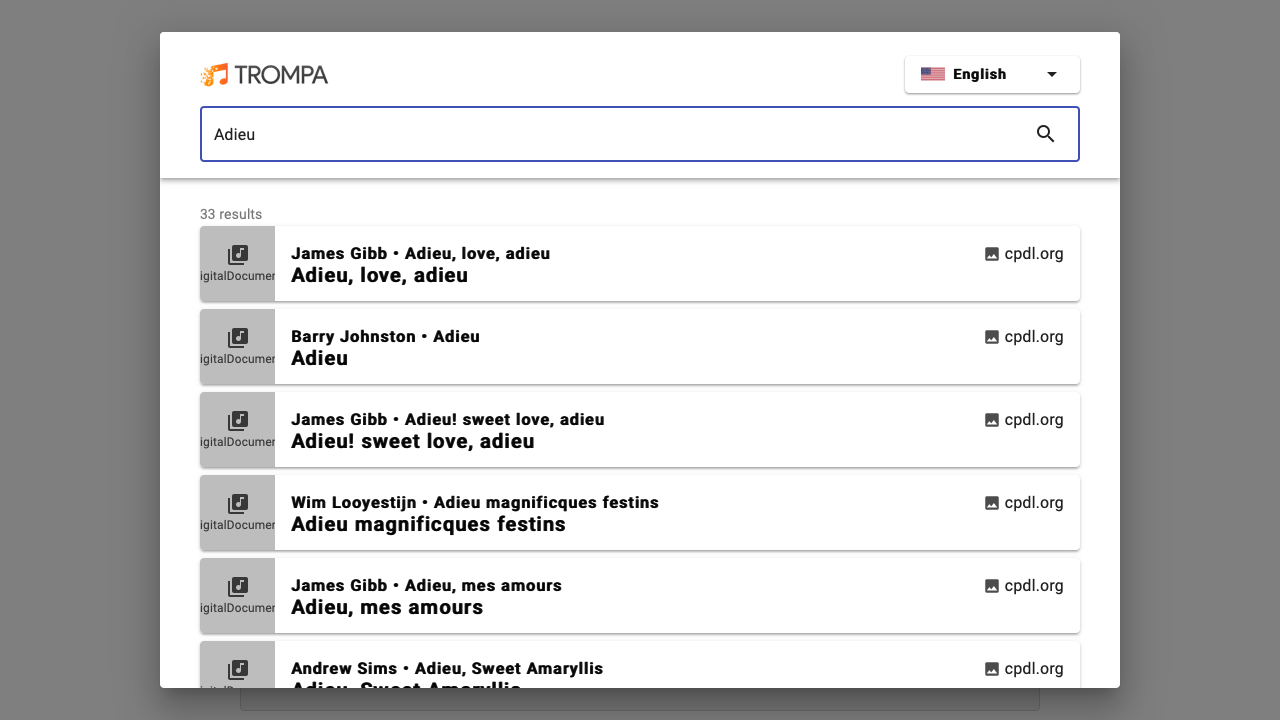 TROMPA
English
Adieu
33 results
James Gibb • Adieu, love, adieu
cpdl.org
igitalDocumen
Adieu, love, adieu
Barry Johnston • Adieu
cpdl.org
igitalDocumen
Adieu
James Gibb • Adieu! sweet love, adieu
cpdl.org
igitalDocumen
Adieu! sweet love, adieu
Wim Looyestijn • Adieu magnificques festins
cpdl.org
igitalDocumen
Adieu magnificques festins
James Gibb • Adieu, mes amours
cpdl.org
igitalDocumen
Adieu, mes amours
Andrew Sims • Adieu, Sweet Amaryllis
cpdl.org
Adieu, Sweet Amaryllis